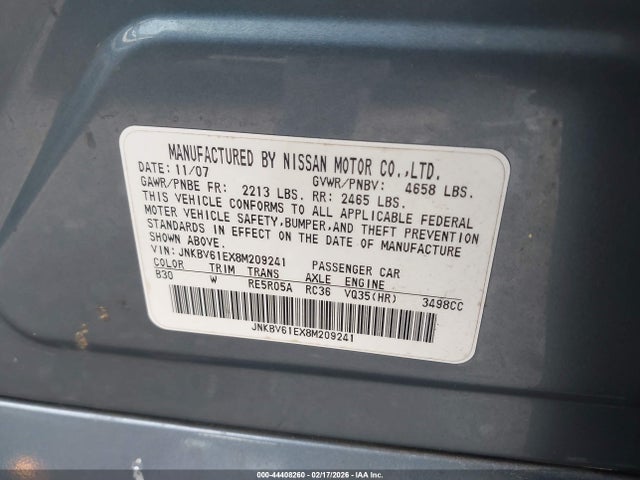 MANUFACTURED BY NISSAN MOTOR CO.,LTD.
DATE: 11/07 GVWR/PNBV: 4658 LBS.
GAWR/PNBE FR: 2213 LBS. RR: 2465 LBS.
THIS VEHICLE CONFORMS TO ALL APPLICABLE FEDERAL
MOTOR VEHICLE SAFETY,BUMPER,AND THEFT PREVENTION
STANDARDS IN EFFECT ON THE DATE OF MANUFACTURE
SHOWN ABOVE.
VIN: JNKBV61EX8M209241 PASSENGER CAR
COLOR TRIM TRANS AXLE ENGINE
B30 W RE5R05A RC36 VQ35(HR) 3498CC
JNKBV61EX8M209241
000-44408260 - 02/17/2026 - IAA Inc.